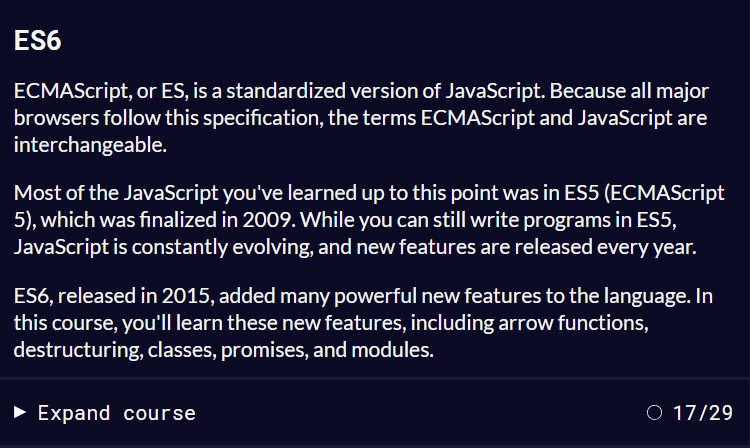 ES6
ECMAScript, or ES, is a standardized version of JavaScript. Because all major
browsers follow this specification, the terms ECMAScript and JavaScript are
interchangeable.
Most of the JavaScript you've learned up to this point was in ES5 (ECMAScript
5), which was finalized in 2009. While you can still write programs in ES5,
JavaScript is constantly evolving, and new features are released every year.
ES6, released in 2015, added many powerful new features to the language. In
this course, you'll learn these new features, including arrow functions,
destructuring, classes, promises, and modules.
Expand course 17/29